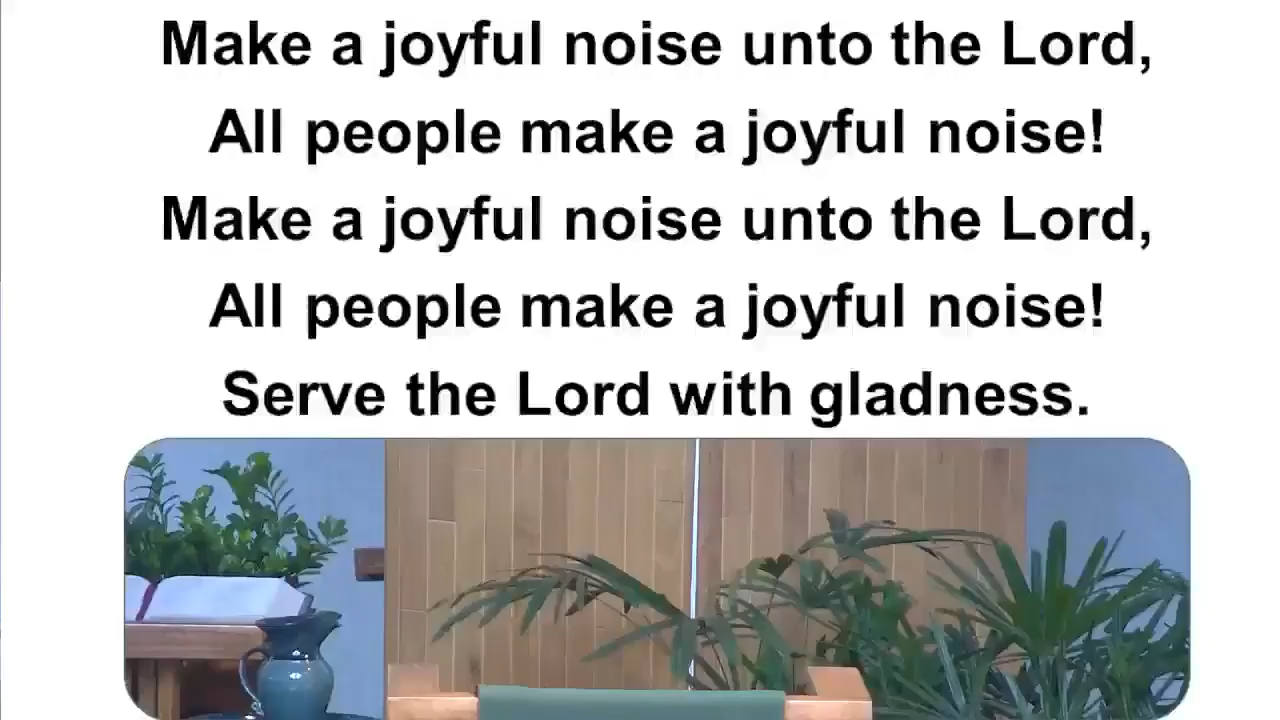 Make a joyful noise unto the Lord,
All people make a joyful noise!
Make a joyful noise unto the Lord,
All people make a joyful noise!
Serve the Lord with gladness.